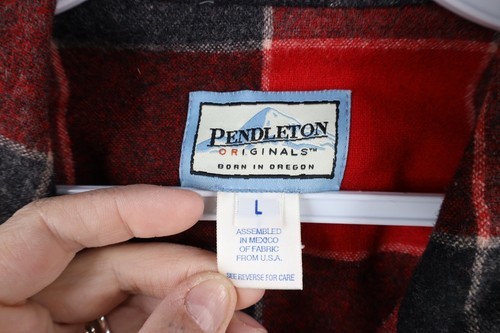 PENDLETON
ORIGINALS™
BORN IN OREGON
L
ASSEMBLED
IN MEXICO
OF FABRIC
FROM U.S.A.
SEE REVERSE FOR CARE